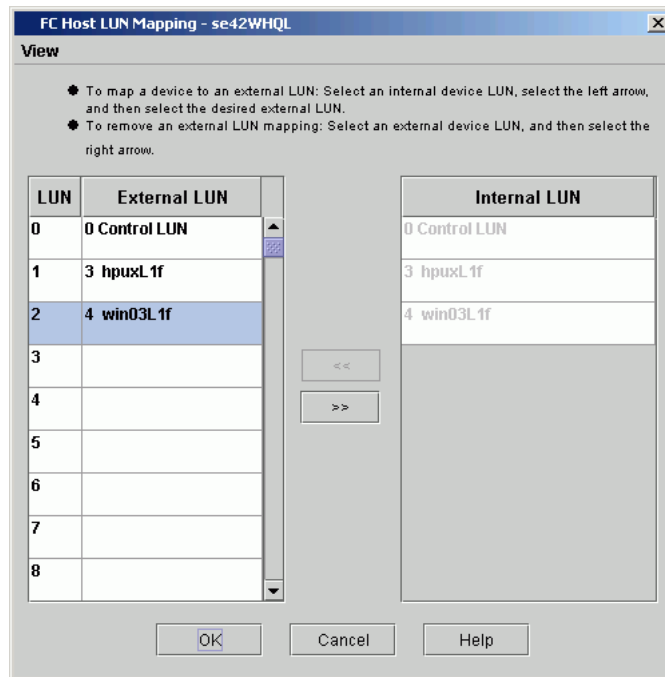 FC Host LUN Mapping - se42WHQL
View
To map a device to an external LUN: Select an internal device LUN, select the left arrow,
and then select the desired external LUN.
To remove an external LUN mapping: Select an external device LUN, and then select the
right arrow.
LUN External LUN
0 0 Control LUN
1 3 hpuxL1f
2 4 win03L1f
3
4
5
6
7
8
<<
>>
Internal LUN
0 Control LUN
3 hpuxL1f
4 win03L1f
OK Cancel Help